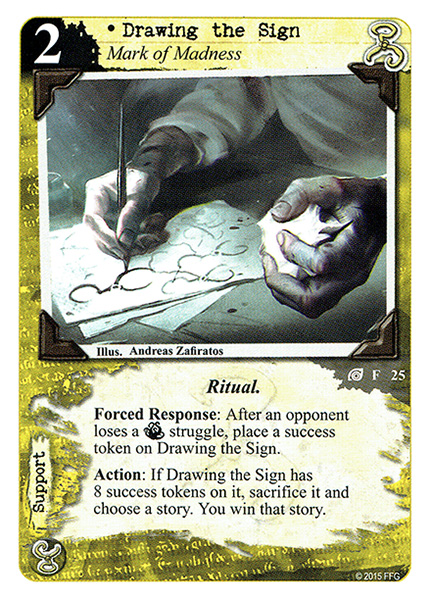 2
• Drawing the Sign
Mark of Madness
Illus. Andreas Zafiratos
F 25
Ritual.
Forced Response: After an opponent
loses a struggle, place a success
token on Drawing the Sign.
Action: If Drawing the Sign has
8 success tokens on it, sacrifice it and
choose a story. You win that story.
Support
© 2015 FFG